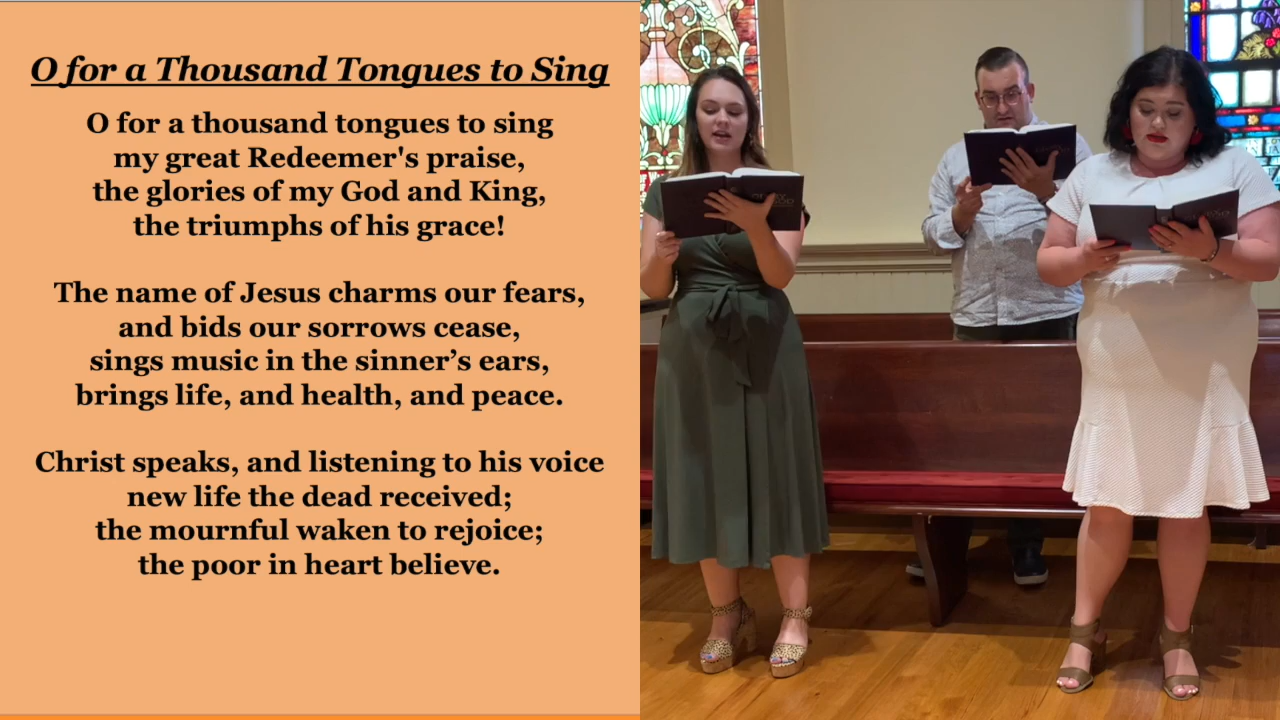 O for a Thousand Tongues to Sing
O for a thousand tongues to sing
my great Redeemer's praise,
the glories of my God and King,
the triumphs of his grace!
The name of Jesus charms our fears,
and bids our sorrows cease,
sings music in the sinner’s ears,
brings life, and health, and peace.
Christ speaks, and listening to his voice
new life the dead received;
the mournful waken to rejoice;
the poor in heart believe.